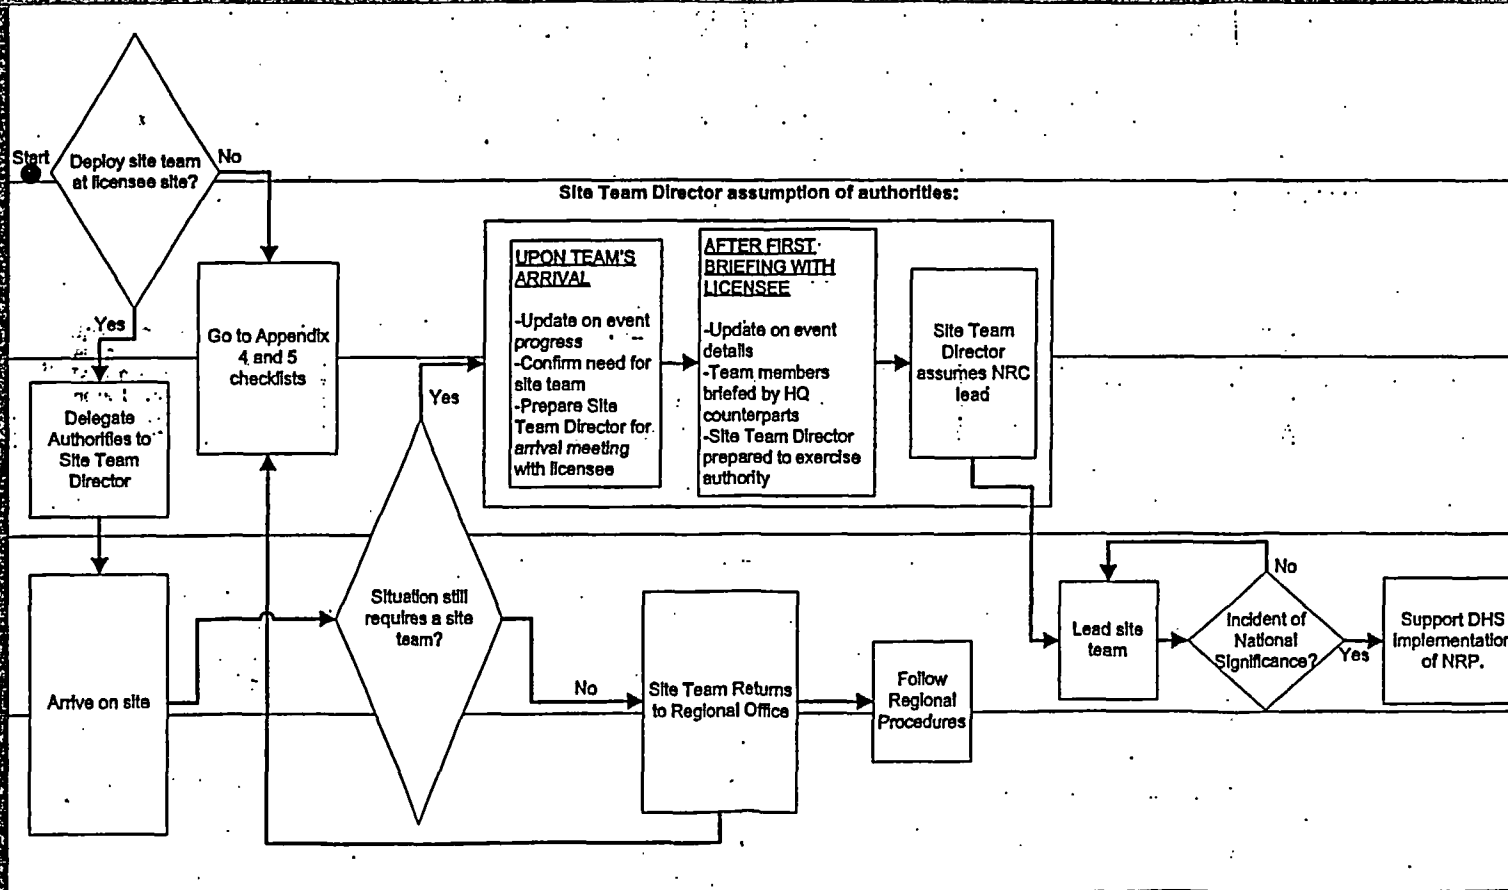 Start
Deploy site team
at licensee site?
No
Yes
Go to Appendix
4 and 5
checklists
Delegate
Authorities to
Site Team
Director
Arrive on site
Site Team Director assumption of authorities:
UPON TEAM'S
ARRIVAL
-Update on event
progress
-Confirm need for
site team
-Prepare Site
Team Director for
arrival meeting
with licensee
AFTER FIRST
BRIEFING WITH
LICENSEE
-Update on event
details
-Team members
briefed by HQ
counterparts
-Site Team Director
prepared to exercise
authority
Site Team
Director
assumes NRC
lead
Yes
Situation still
requires a site
team?
No
Site Team Returns
to Regional Office
Follow
Regional
Procedures
Lead site
team
No
Incident of
National
Significance?
Yes
Support DHS
implementation
of NRP.